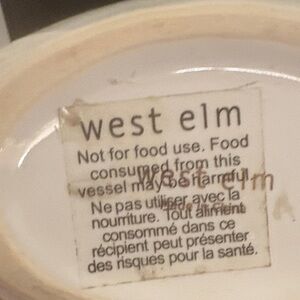 west elm
Not for food use. Food
consumed from this
vessel may be harmful.
west elm
Ne pas utiliser avec la
nourriture. Tout aliment
consommé dans ce
récipient peut présenter
des risques pour la santé.